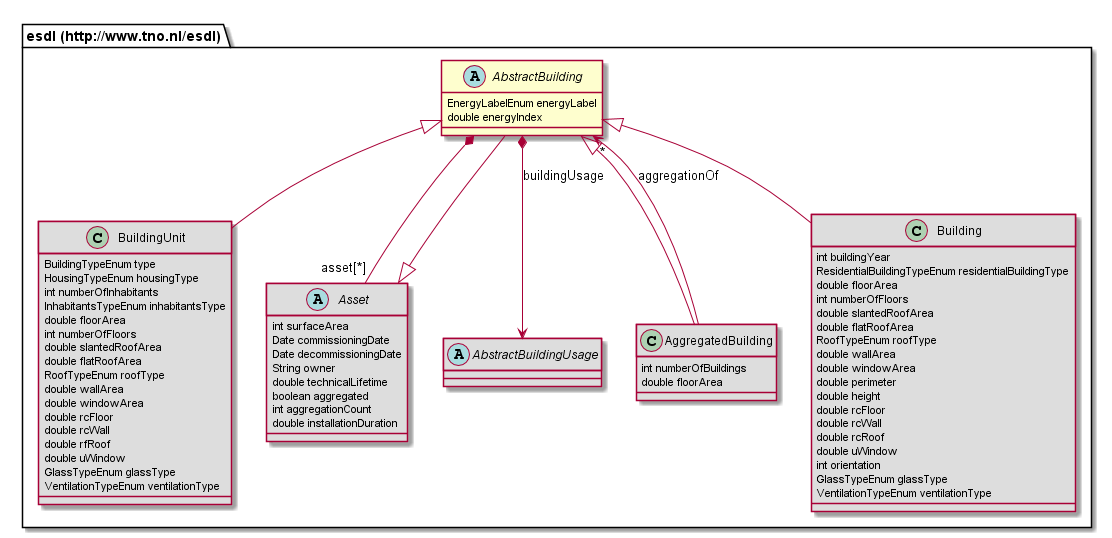 esdl (http://www.tno.nl/esdl)
A AbstractBuilding
EnergyLabelEnum energyLabel
double energyIndex
*
buildingUsage
aggregationOf
asset[*]
C BuildingUnit
BuildingTypeEnum type
HousingTypeEnum housingType
int numberOfInhabitants
InhabitantsTypeEnum inhabitantsType
double floorArea
int numberOfFloors
double slantedRoofArea
double flatRoofArea
RoofTypeEnum roofType
double wallArea
double windowArea
double rcFloor
double rcWall
double rfRoof
double uWindow
GlassTypeEnum glassType
VentilationTypeEnum ventilationType
A Asset
int surfaceArea
Date commissioningDate
Date decommissioningDate
String owner
double technicalLifetime
boolean aggregated
int aggregationCount
double installationDuration
A AbstractBuildingUsage
C AggregatedBuilding
int numberOfBuildings
double floorArea
C Building
int buildingYear
ResidentialBuildingTypeEnum residentialBuildingType
double floorArea
int numberOfFloors
double slantedRoofArea
double flatRoofArea
RoofTypeEnum roofType
double wallArea
double windowArea
double perimeter
double height
double rcFloor
double rcWall
double rcRoof
double uWindow
int orientation
GlassTypeEnum glassType
VentilationTypeEnum ventilationType